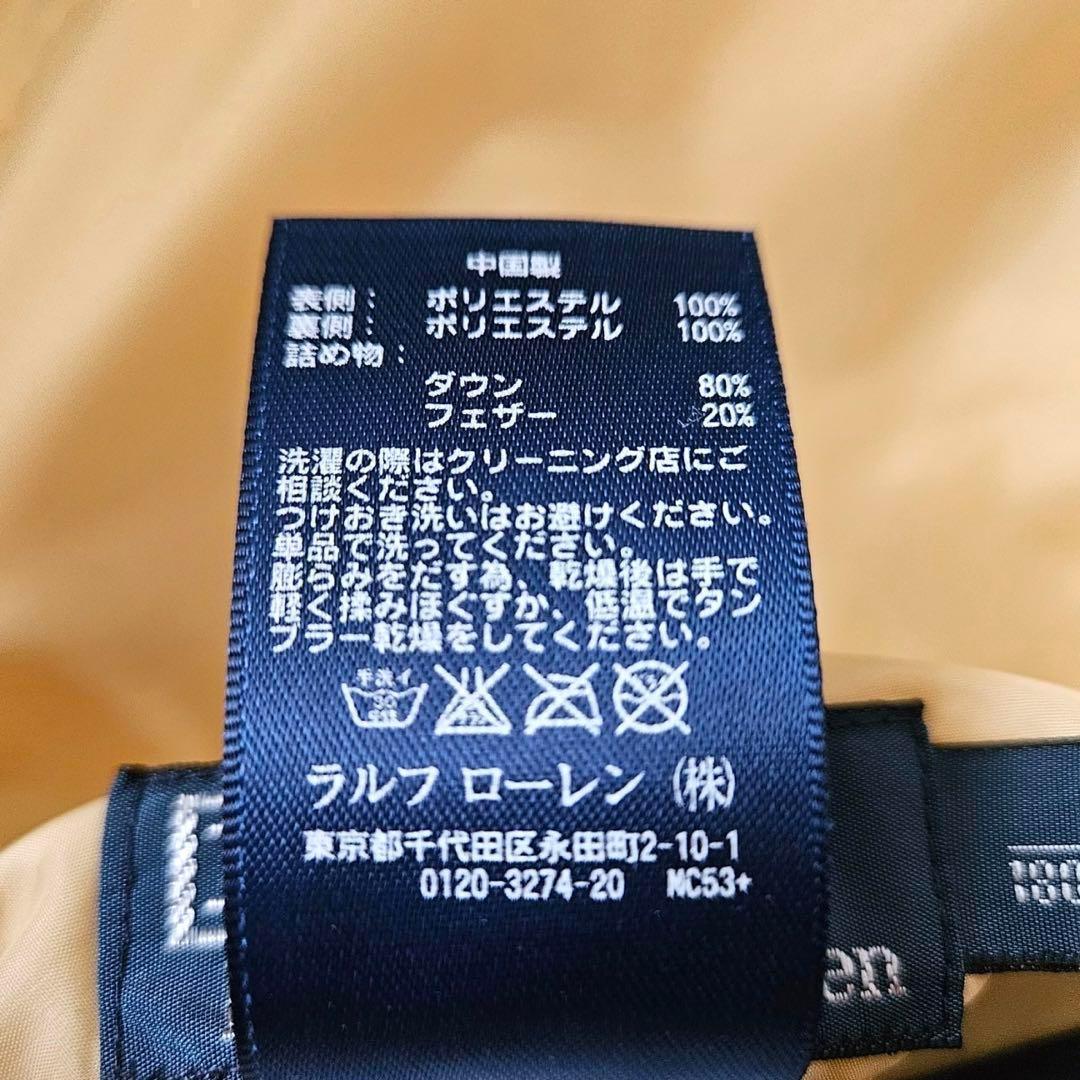 中国製
表側: ポリエステル 100%
裏側: ポリエステル 100%
詰め物:
ダウン 80%
フェザー 20%
洗濯の際はクリーニング店にご
相談ください。
つけおき洗いはお避けください。
単品で洗ってください。
膨らみをだす為、乾燥後は手で
軽く揉みほぐすか、低温でタン
ブラー乾燥をしてください。
手洗イ
30
中性
ラルフ ローレン (株)
東京都千代田区永田町2-10-1
0120-3274-20 MC53*
180
en